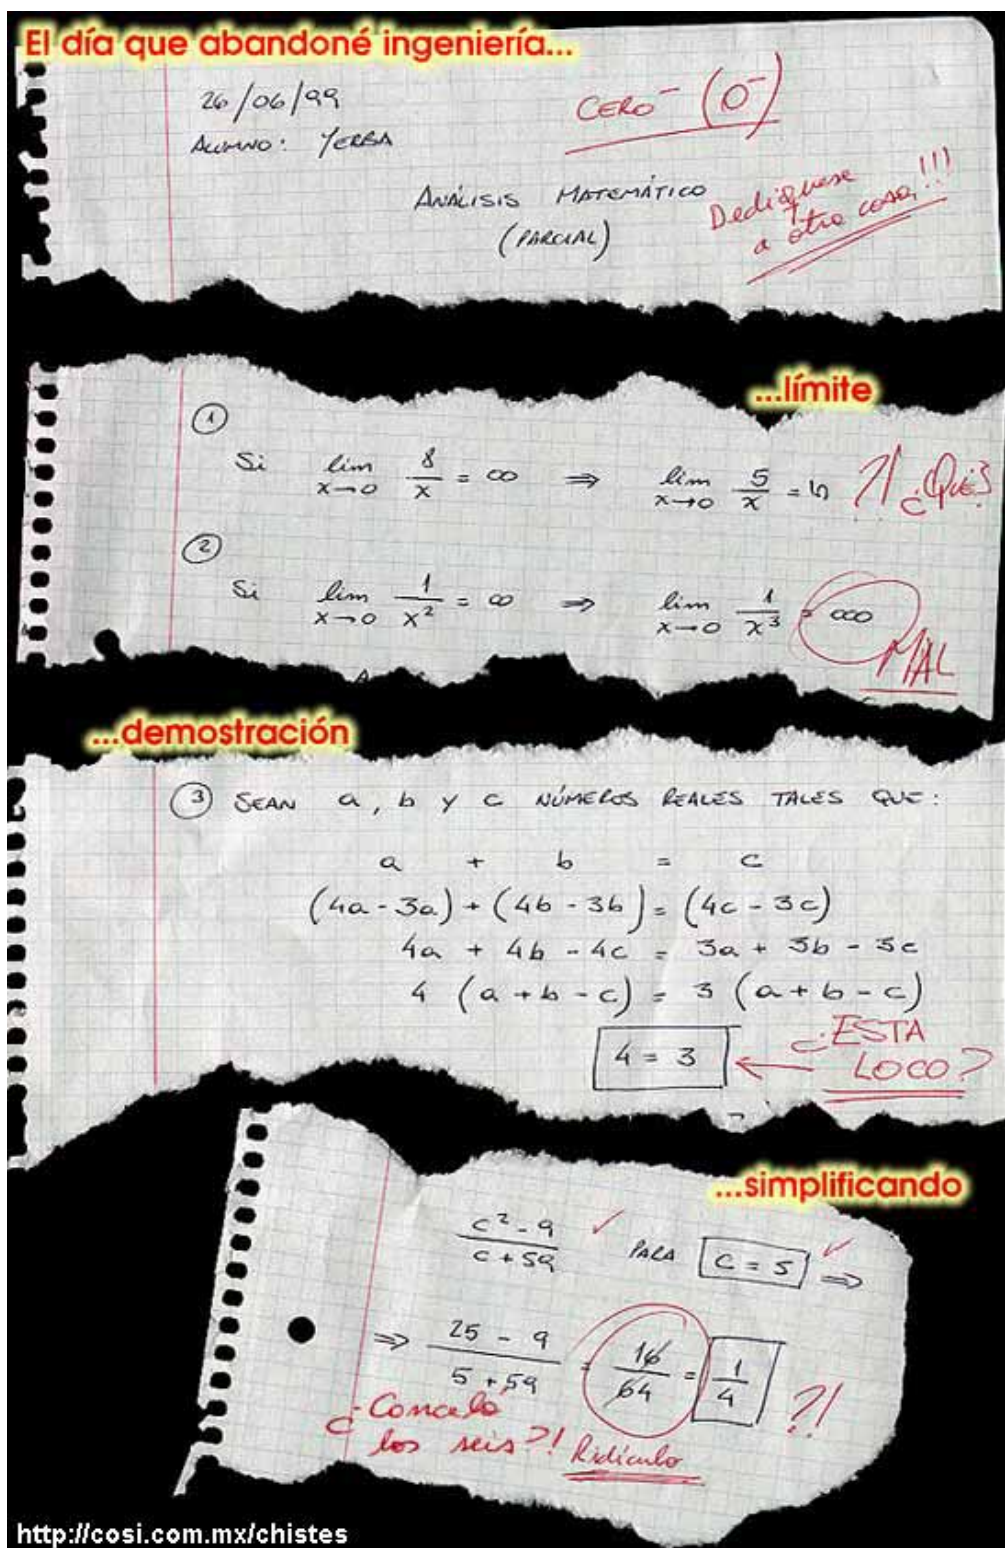 El día que abandoné ingeniería...
26/06/99
CERO⁻ (0⁻)
ALUMNO: YERBA
ANÁLISIS MATEMÁTICO
(PARCIAL)
Dediquese
a otra cosa!!!
...límite
①
Si lim x→0 8/x = ∞ ⇒ lim x→0 5/x = ᔕ ?! ¿Qué?
②
Si lim x→0 1/x² = ∞ ⇒ lim x→0 1/x³ = ooo
MAL
...demostración
③ SEAN a, b Y c NÚMEROS REALES TALES QUE:
a + b = c
(4a - 3a) + (4b - 3b) = (4c - 3c)
4a + 4b - 4c = 3a + 3b - 3c
4 (a + b - c) = 3 (a + b - c)
4 = 3
¿ESTA
LOCO?
...simplificando
c² - 9 / c + 59 PARA c = 5 ⇒
⇒ 25 - 9 / 5 + 59 = 16/64 = 1/4 ?!
¿Canceló
los seis?! Ridículo
http://cosi.com.mx/chistes